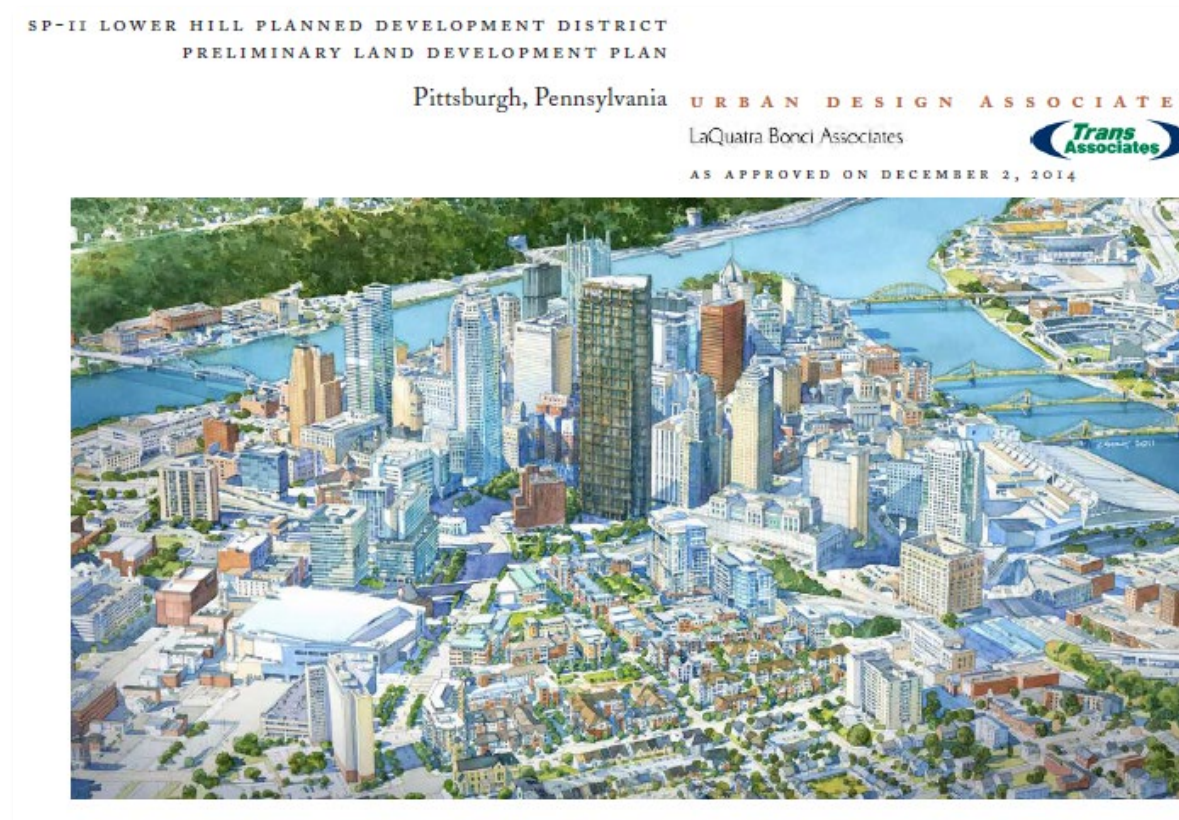 SP-11 LOWER HILL PLANNED DEVELOPMENT DISTRICT
PRELIMINARY LAND DEVELOPMENT PLAN
Pittsburgh, Pennsylvania
URBAN DESIGN ASSOCIATE
LaQuatra Bonci Associates
Trans
Associates
AS APPROVED ON DECEMBER 2, 2014